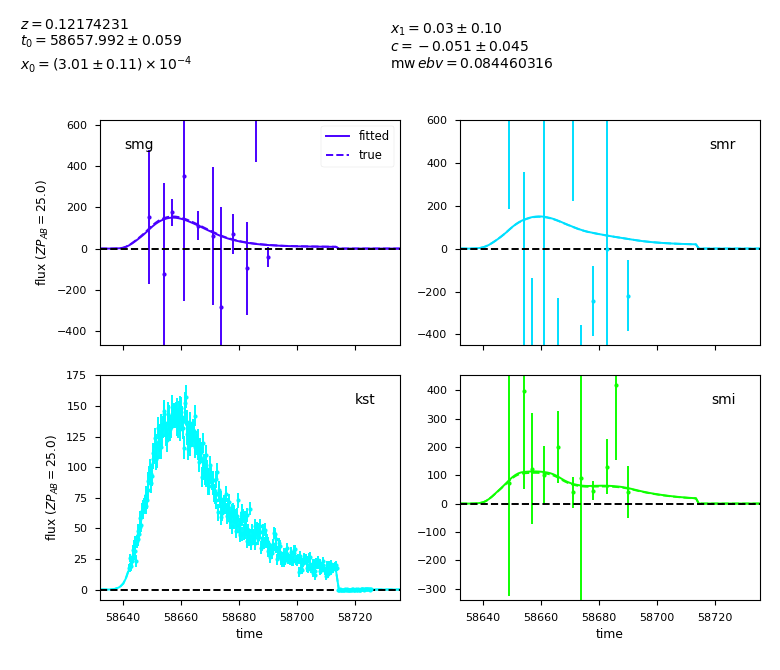 z = 0.12174231
t₀ = 58657.992 ± 0.059
x₀ = (3.01 ± 0.11) × 10⁻⁴
x₁ = 0.03 ± 0.10
c = −0.051 ± 0.045
mw ebv = 0.084460316
smg
fitted
true
600
400
200
0
−200
−400
flux (ZP_AB = 25.0)
smr
600
400
200
0
−200
−400
kst
175
150
125
100
75
50
25
0
flux (ZP_AB = 25.0)
58640 58660 58680 58700 58720
time
smi
400
300
200
100
0
−100
−200
−300
58640 58660 58680 58700 58720
time